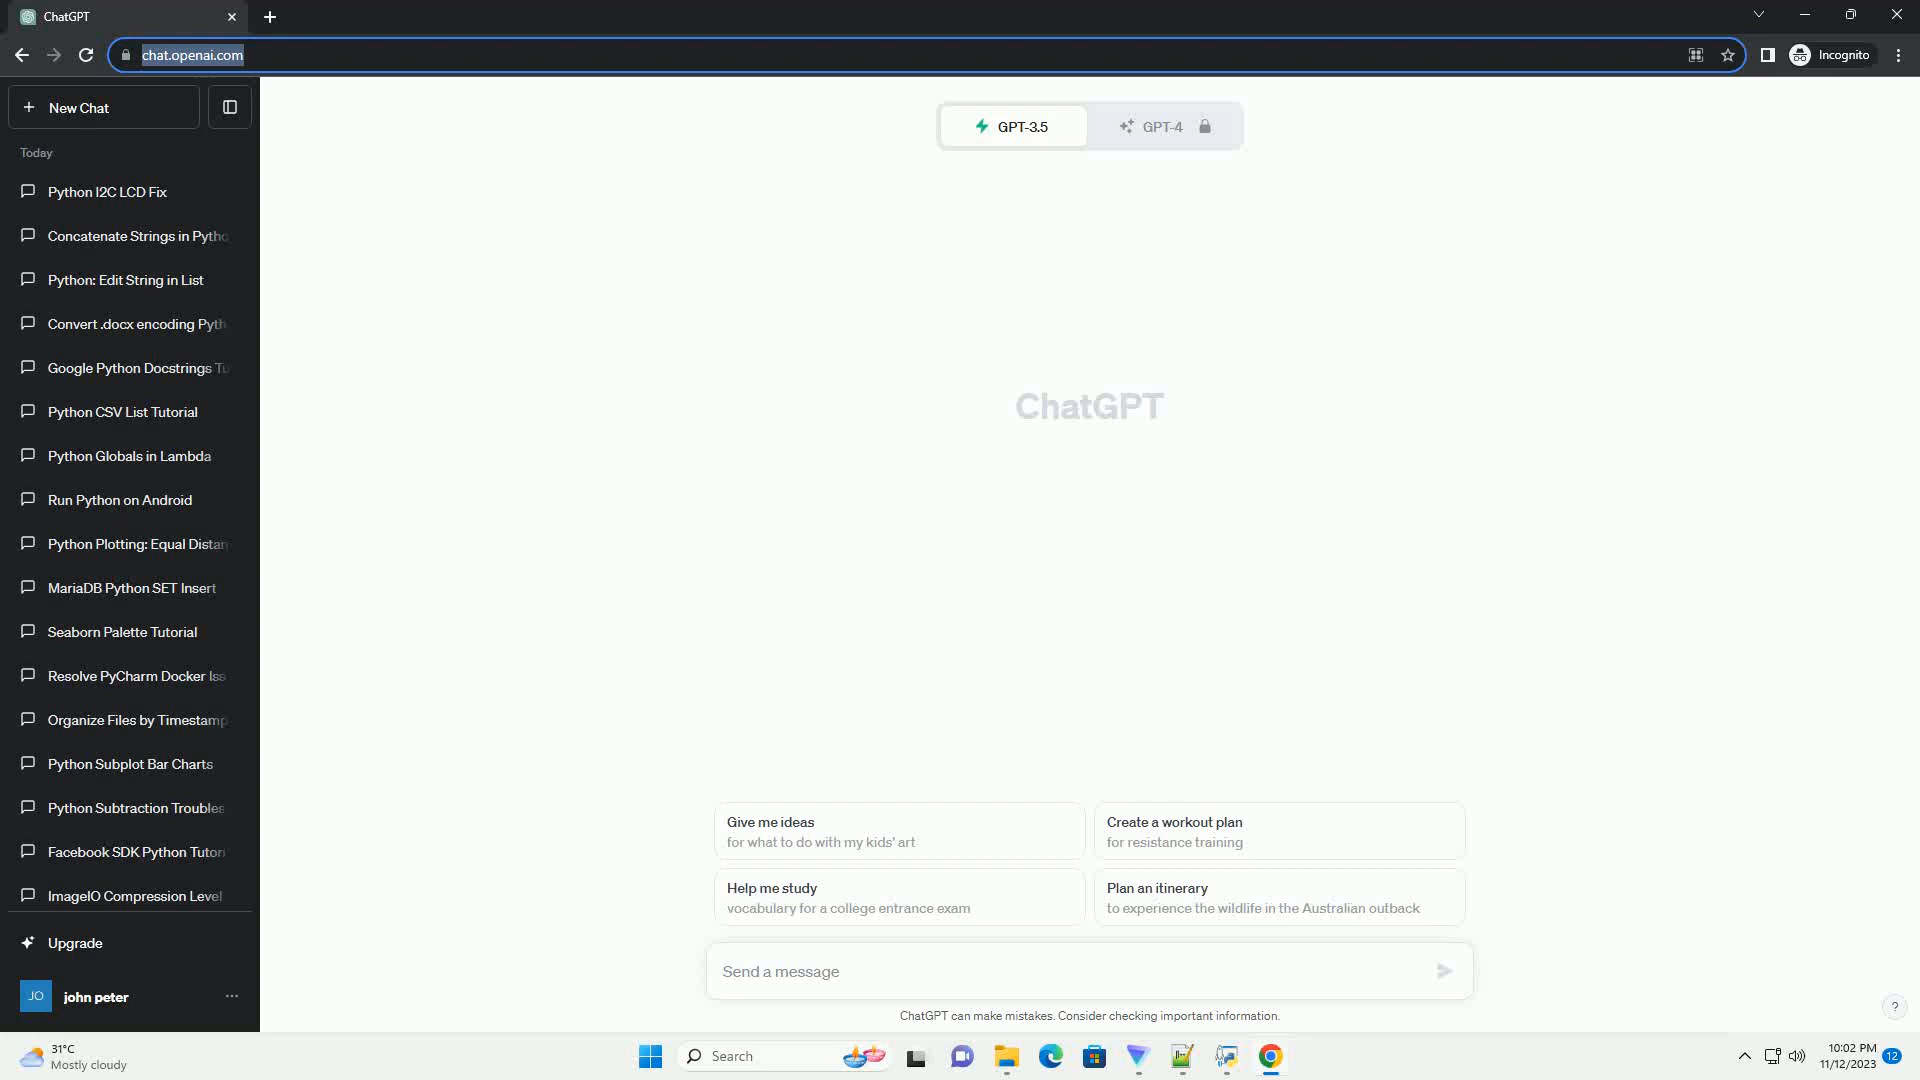 ChatGPT
chat.openai.com
Incognito
New Chat
Today
Python I2C LCD Fix
Concatenate Strings in Pytho
Python: Edit String in List
Convert .docx encoding Pyth
Google Python Docstrings Tu
Python CSV List Tutorial
Python Globals in Lambda
Run Python on Android
Python Plotting: Equal Distan
MariaDB Python SET Insert
Seaborn Palette Tutorial
Resolve PyCharm Docker Iss
Organize Files by Timestamp
Python Subplot Bar Charts
Python Subtraction Troubles
Facebook SDK Python Tutori
ImageIO Compression Level
Upgrade
JO john peter
GPT-3.5 GPT-4
ChatGPT
Give me ideas
for what to do with my kids' art
Create a workout plan
for resistance training
Help me study
vocabulary for a college entrance exam
Plan an itinerary
to experience the wildlife in the Australian outback
Send a message
ChatGPT can make mistakes. Consider checking important information.
?
31°C
Mostly cloudy
Search
10:02 PM
11/12/2023
12